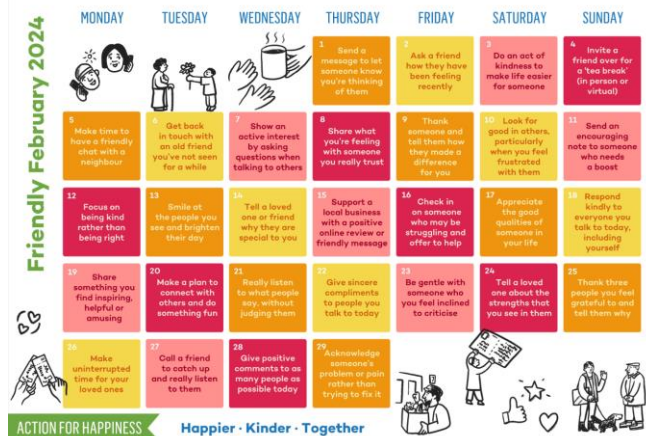 Friendly February 2024
MONDAY TUESDAY WEDNESDAY THURSDAY FRIDAY SATURDAY SUNDAY
1
Send a
message to let
someone know
you're thinking
of them
2
Ask a friend
how they have
been feeling
recently
3
Do an act of
kindness to
make life easier
for someone
4
Invite a
friend over for
a 'tea break'
(in person or
virtual)
5
Make time to
have a friendly
chat with a
neighbour
6
Get back
in touch with
an old friend
you've not seen
for a while
7
Show an
active interest
by asking
questions when
talking to others
8
Share what
you're feeling
with someone
you really trust
9
Thank
someone and
tell them how
they made a
difference
for you
10
Look for
good in others,
particularly
when you feel
frustrated
with them
11
Send an
encouraging
note to someone
who needs
a boost
12
Focus on
being kind
rather than
being right
13
Smile at
the people you
see and brighten
their day
14
Tell a loved
one or friend
why they are
special to you
15
Support a
local business
with a positive
online review or
friendly message
16
Check in
on someone
who may be
struggling and
offer to help
17
Appreciate
the good
qualities of
someone in
your life
18
Respond
kindly to
everyone you
talk to today,
including
yourself
19
Share
something you
find inspiring,
helpful or
amusing
20
Make a plan to
connect with
others and do
something fun
21
Really listen
to what people
say, without
judging them
22
Give sincere
compliments
to people you
talk to today
23
Be gentle with
someone who
you feel inclined
to criticise
24
Tell a loved
one about the
strengths that
you see in them
25
Thank three
people you feel
grateful to and
tell them why
26
Make
uninterrupted
time for your
loved ones
27
Call a friend
to catch up
and really listen
to them
28
Give positive
comments to as
many people as
possible today
29
Acknowledge
someone's
problem or pain
rather than
trying to fix it
ACTION FOR HAPPINESS
Happier · Kinder · Together